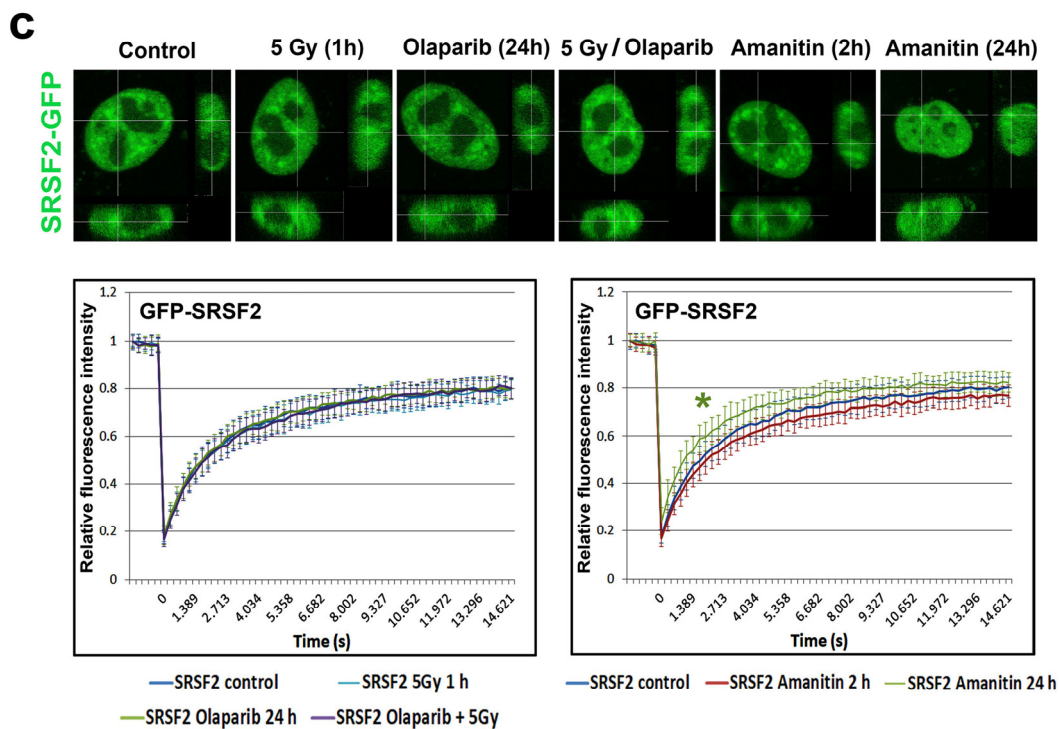 C
Control
5 Gy (1h)
Olaparib (24h)
5 Gy / Olaparib
Amanitin (2h)
Amanitin (24h)
SRSF2-GFP
GFP-SRSF2
Relative fluorescence intensity
1.2
1
0.8
0.6
0.4
0.2
0
0
1.389
2.713
4.034
5.358
6.682
8.002
9.327
10.652
11.972
13.296
14.621
Time (s)
SRSF2 control
SRSF2 5Gy 1 h
SRSF2 Olaparib 24 h
SRSF2 Olaparib + 5Gy
GFP-SRSF2
Relative fluorescence intensity
1.2
1
0.8
0.6
0.4
0.2
0
*
0
1.389
2.713
4.034
5.358
6.682
8.002
9.327
10.652
11.972
13.296
14.621
Time (s)
SRSF2 control
SRSF2 Amanitin 2 h
SRSF2 Amanitin 24 h